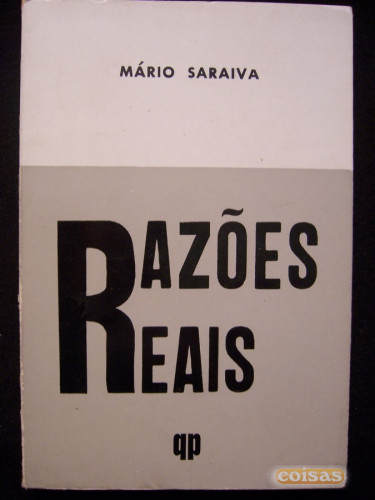 MÁRIO SARAIVA
RAZÕES
REAIS
qp
coisas